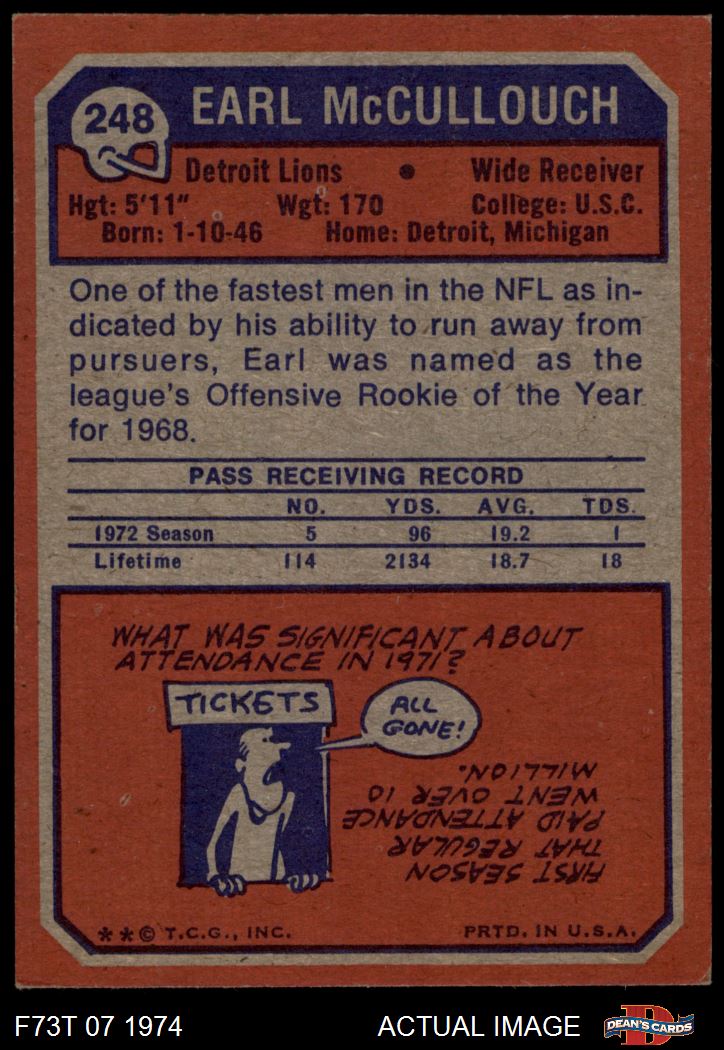 248
EARL McCULLOUCH
Detroit Lions • Wide Receiver
Hgt: 5'11" Wgt: 170 College: U.S.C.
Born: 1-10-46 Home: Detroit, Michigan
One of the fastest men in the NFL as in-
dicated by his ability to run away from
pursuers, Earl was named as the
league's Offensive Rookie of the Year
for 1968.
PASS RECEIVING RECORD
NO. YDS. AVG. TDS.
1972 Season 5 96 19.2 1
Lifetime 114 2134 18.7 18
WHAT WAS SIGNIFICANT ABOUT
ATTENDANCE IN 1971?
TICKETS
ALL
GONE!
FIRST SEASON
THAT REGULAR
PAID ATTENDANCE
WENT OVER 10
MILLION.
**© T.C.G., INC. PRTD. IN U.S.A.
F73T 07 1974 ACTUAL IMAGE
D
DEAN'S CARDS